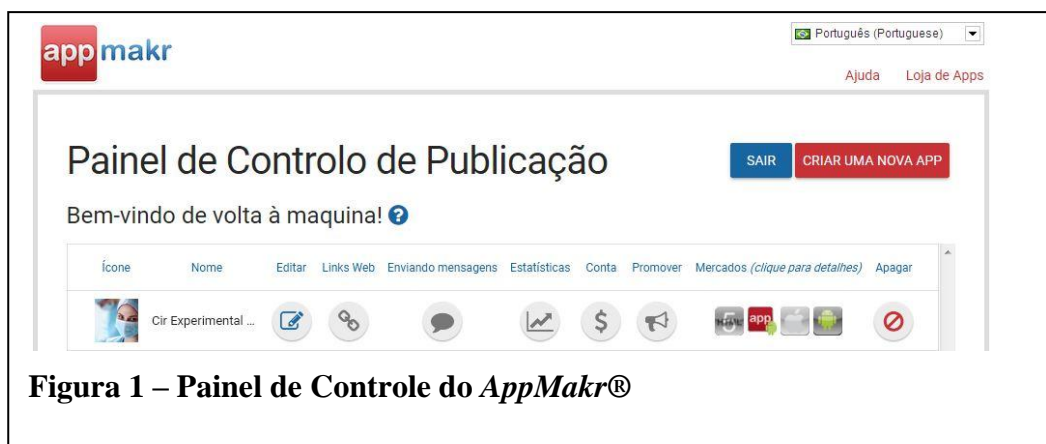 Português (Portuguese)
appmakr
Ajuda Loja de Apps
Painel de Controlo de Publicação
SAIR CRIAR UMA NOVA APP
Bem-vindo de volta à maquina!
Ícone Nome Editar Links Web Enviando mensagens Estatísticas Conta Promover Mercados (clique para detalhes) Apagar
Cir Experimental ...
HTML 5 app
Figura 1 – Painel de Controle do AppMakr®